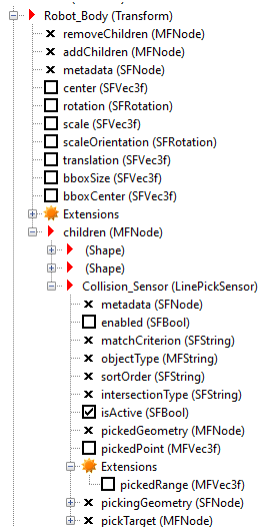 Robot_Body (Transform)
removeChildren (MFNode)
addChildren (MFNode)
metadata (SFNode)
center (SFVec3f)
rotation (SFRotation)
scale (SFVec3f)
scaleOrientation (SFRotation)
translation (SFVec3f)
bboxSize (SFVec3f)
bboxCenter (SFVec3f)
Extensions
children (MFNode)
(Shape)
(Shape)
Collision_Sensor (LinePickSensor)
metadata (SFNode)
enabled (SFBool)
matchCriterion (SFString)
objectType (MFString)
sortOrder (SFString)
intersectionType (SFString)
isActive (SFBool)
pickedGeometry (MFNode)
pickedPoint (MFVec3f)
Extensions
pickedRange (MFVec3f)
pickingGeometry (SFNode)
pickTarget (MFNode)